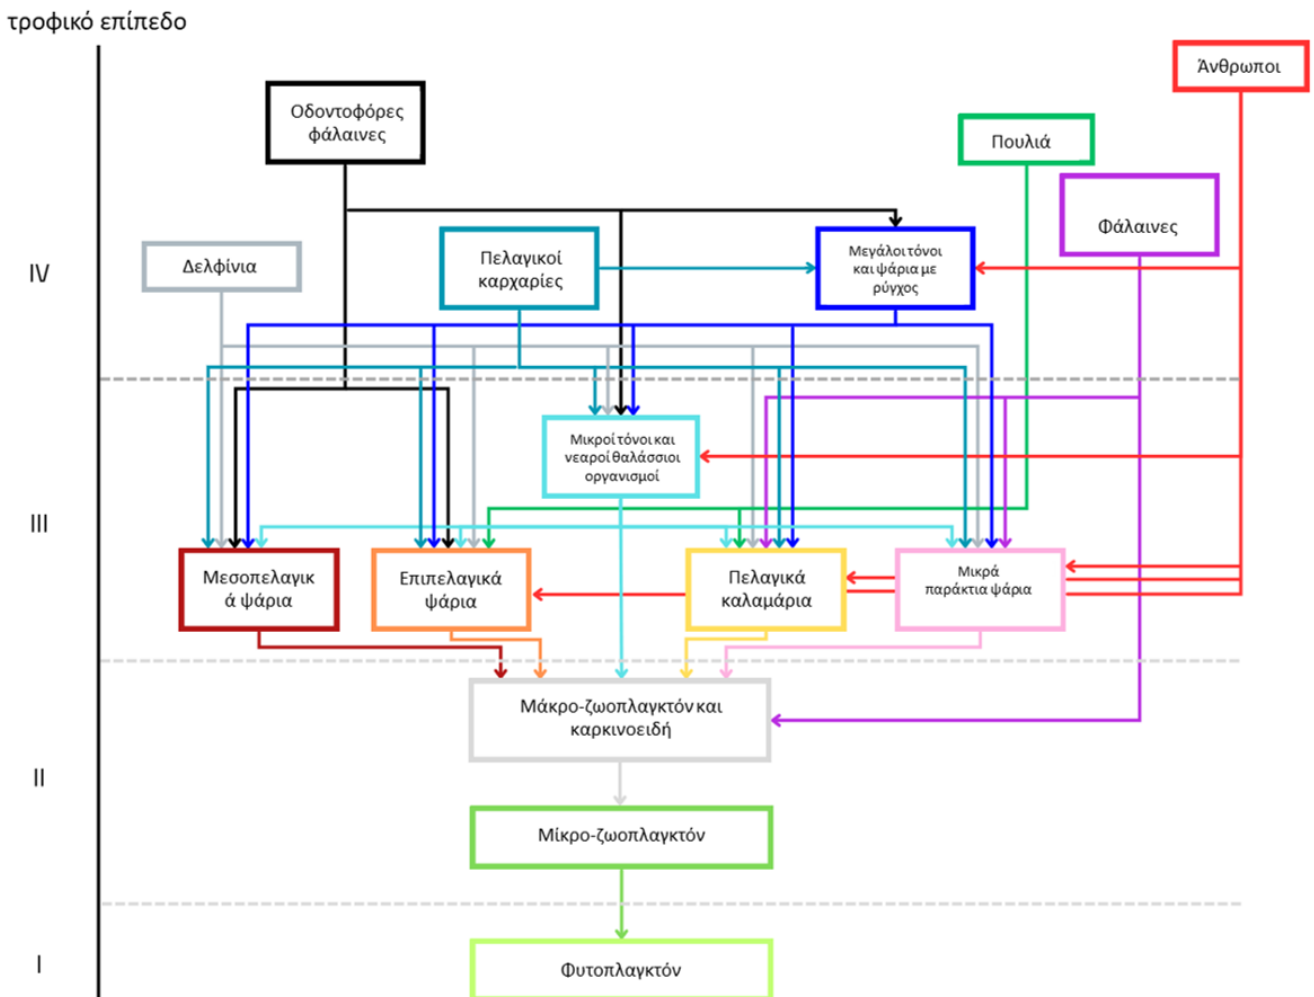 τροφικό επίπεδο
Άνθρωποι
Οδοντοφόρες
φάλαινες
Πουλιά
Φάλαινες
IV
Δελφίνια
Πελαγικοί
καρχαρίες
Μεγάλοι τόνοι
και ψάρια με
ρύγχος
Μικροί τόνοι και
νεαροί θαλάσσιοι
οργανισμοί
III
Μεσοπελαγικ
ά ψάρια
Επιπελαγικά
ψάρια
Πελαγικά
καλαμάρια
Μικρά
παράκτια ψάρια
Μάκρο-ζωοπλαγκτόν και
καρκινοειδή
II
Μίκρο-ζωοπλαγκτόν
I
Φυτοπλαγκτόν